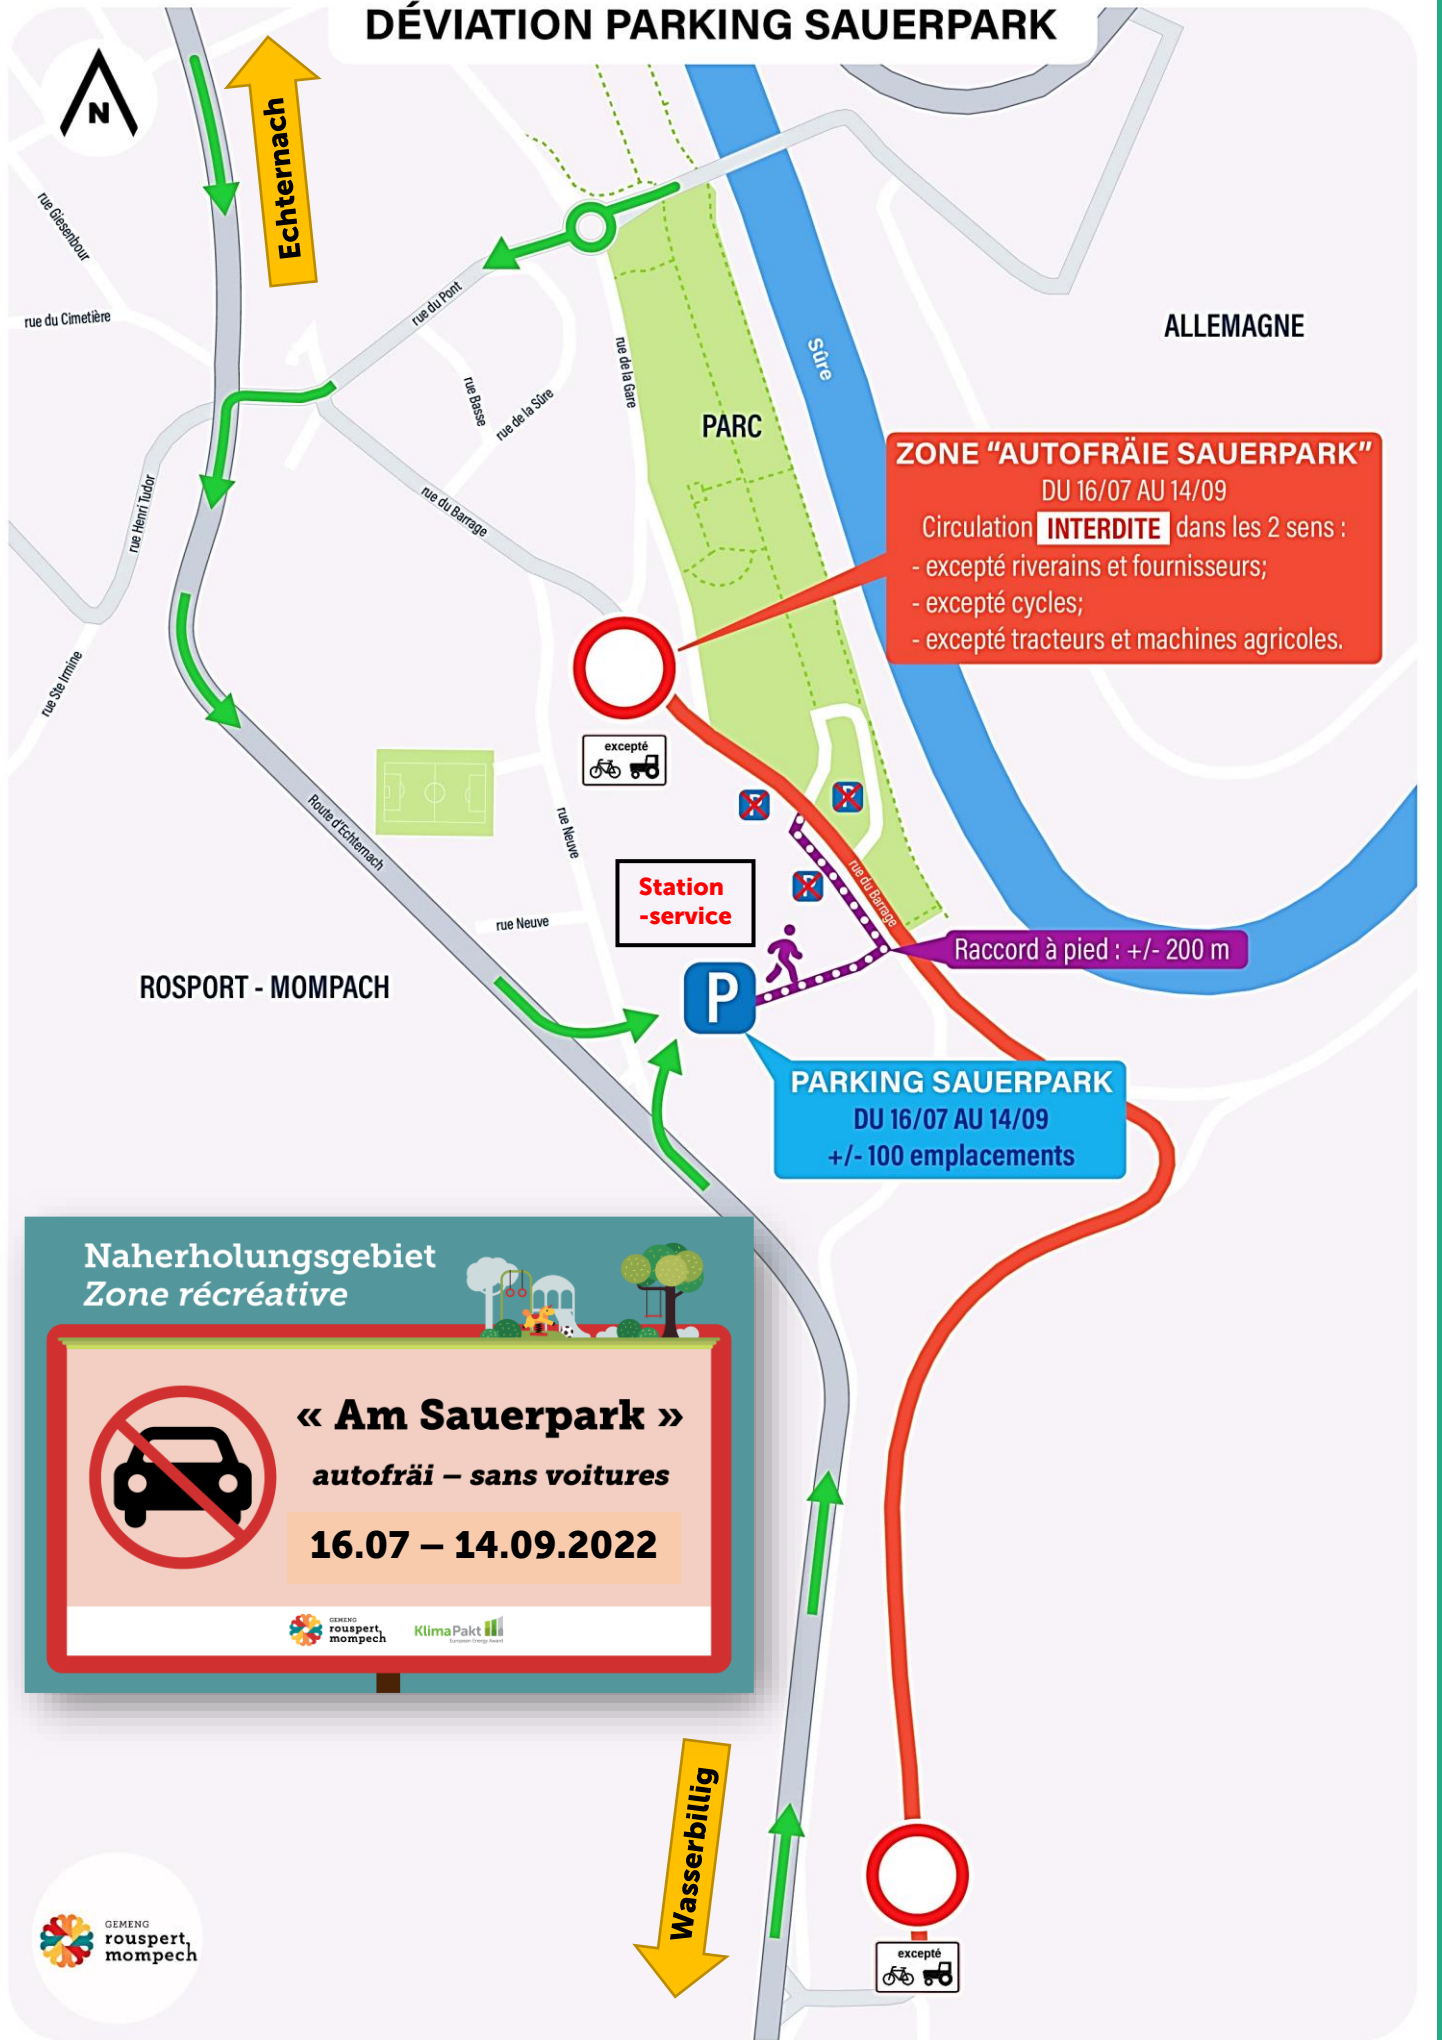 DÉVIATION PARKING SAUERPARK
N
Echternach
rue Giesenbour
rue du Cimetière
rue du Pont
rue Basse
rue de la Sûre
rue de la Gare
Sûre
ALLEMAGNE
PARC
ZONE “AUTOFRÄIE SAUERPARK”
DU 16/07 AU 14/09
Circulation INTERDITE dans les 2 sens :
- excepté riverains et fournisseurs;
- excepté cycles;
- excepté tracteurs et machines agricoles.
rue Henri Tudor
rue du Barrage
rue Ste Irmine
excepté
Route d'Echternach
rue Neuve
P
P
P
rue du Barrage
Station
-service
rue Neuve
Raccord à pied : +/- 200 m
ROSPORT - MOMPACH
P
PARKING SAUERPARK
DU 16/07 AU 14/09
+/- 100 emplacements
Naherholungsgebiet
Zone récréative
« Am Sauerpark »
autofräi – sans voitures
16.07 – 14.09.2022
GEMENG
rouspert,
mompech
KlimaPakt
European Energy Award
Wasserbillig
GEMENG
rouspert,
mompech
excepté